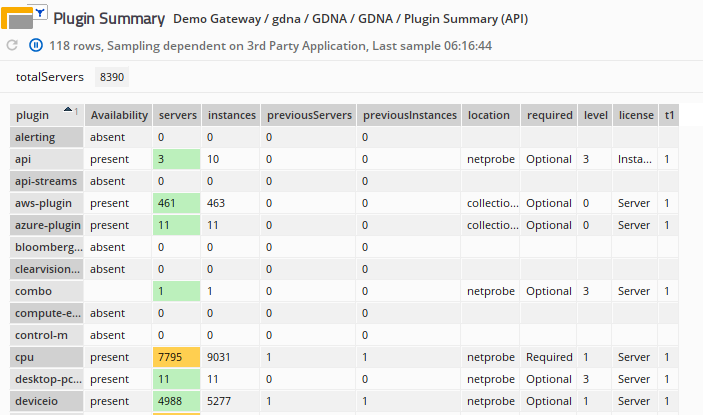 Plugin Summary Demo Gateway / gdna / GDNA / GDNA / Plugin Summary (API)
118 rows, Sampling dependent on 3rd Party Application, Last sample 06:16:44
totalServers 8390
plugin 1 Availability servers instances previousServers previousInstances location required level license t1
alerting absent 0 0 0 0
api present 3 10 0 0 netprobe Optional 3 Insta... 1
api-streams absent 0 0 0 0
aws-plugin present 461 463 0 0 collectio... Optional 0 Server 1
azure-plugin present 11 11 0 0 collectio... Optional 0 Server 1
bloomberg... absent 0 0 0 0
clearvision... absent 0 0 0 0
combo 1 1 0 0 netprobe Optional 3 Server 1
compute-e... absent 0 0 0 0
control-m absent 0 0 0 0
cpu present 7795 9031 1 1 netprobe Required 1 Server 1
desktop-pc... present 11 11 0 0 netprobe Optional 3 Server 1
deviceio present 4988 5277 1 1 netprobe Optional 1 Server 1